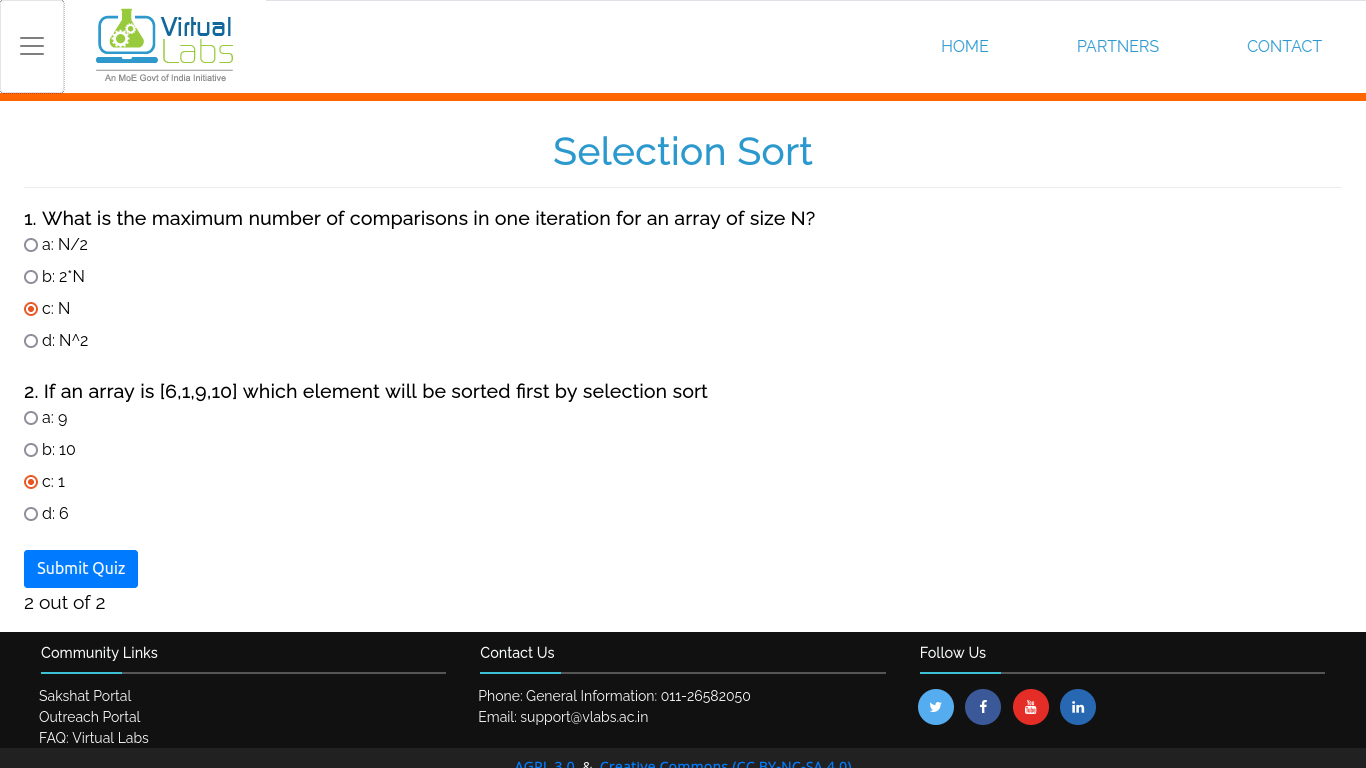 Virtual
Labs
An MoE Govt of India Initiative
HOME
PARTNERS
CONTACT
Selection Sort
1. What is the maximum number of comparisons in one iteration for an array of size N?
a: N/2
b: 2*N
c: N
d: N^2
2. If an array is [6,1,9,10] which element will be sorted first by selection sort
a: 9
b: 10
c: 1
d: 6
Submit Quiz
2 out of 2
Community Links
Sakshat Portal
Outreach Portal
FAQ: Virtual Labs
Contact Us
Phone: General Information: 011-26582050
Email: support@vlabs.ac.in
Follow Us
AGPL 3.0 & Creative Commons (CC BY-NC-SA 4.0)